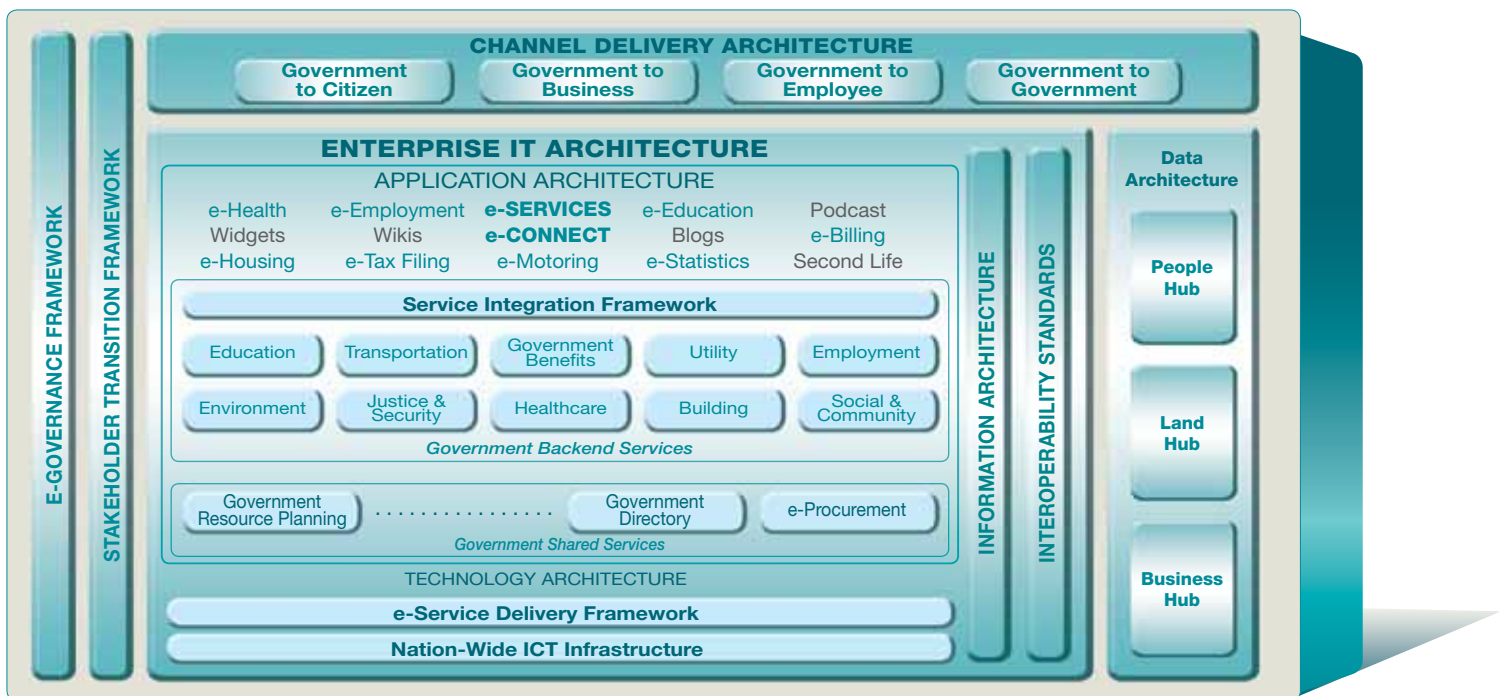 E-GOVERNANCE FRAMEWORK
STAKEHOLDER TRANSITION FRAMEWORK
CHANNEL DELIVERY ARCHITECTURE
Government
to Citizen
Government to
Business
Government to
Employee
Government to
Government
ENTERPRISE IT ARCHITECTURE
APPLICATION ARCHITECTURE
e-Health e-Employment e-SERVICES e-Education Podcast
Widgets Wikis e-CONNECT Blogs e-Billing
e-Housing e-Tax Filing e-Motoring e-Statistics Second Life
Service Integration Framework
Education
Transportation
Government
Benefits
Utility
Employment
Environment
Justice &
Security
Healthcare
Building
Social &
Community
Government Backend Services
Government
Resource Planning
. . . . . . . . . . . . . . . .
Government
Directory
e-Procurement
Government Shared Services
TECHNOLOGY ARCHITECTURE
e-Service Delivery Framework
Nation-Wide ICT Infrastructure
INFORMATION ARCHITECTURE
INTEROPERABILITY STANDARDS
Data
Architecture
People
Hub
Land
Hub
Business
Hub